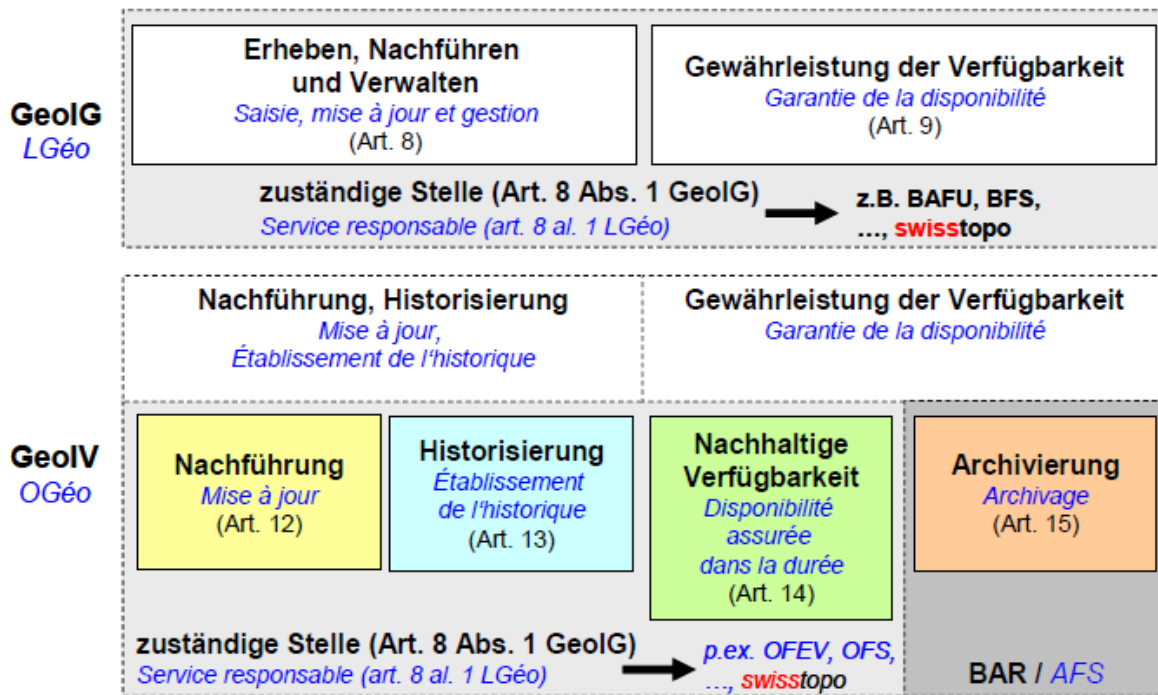 GeoIG
LGéo
Erheben, Nachführen
und Verwalten
Saisie, mise à jour et gestion
(Art. 8)
Gewährleistung der Verfügbarkeit
Garantie de la disponibilité
(Art. 9)
zuständige Stelle (Art. 8 Abs. 1 GeoIG)
Service responsable (art. 8 al. 1 LGéo)
z.B. BAFU, BFS,
…, swisstopo
GeoIV
OGéo
Nachführung, Historisierung
Mise à jour,
Établissement de l'historique
Gewährleistung der Verfügbarkeit
Garantie de la disponibilité
Nachführung
Mise à jour
(Art. 12)
Historisierung
Établissement
de l'historique
(Art. 13)
Nachhaltige
Verfügbarkeit
Disponibilité
assurée
dans la durée
(Art. 14)
Archivierung
Archivage
(Art. 15)
zuständige Stelle (Art. 8 Abs. 1 GeoIG)
Service responsable (art. 8 al. 1 LGéo)
p.ex. OFEV, OFS,
…, swisstopo
BAR / AFS